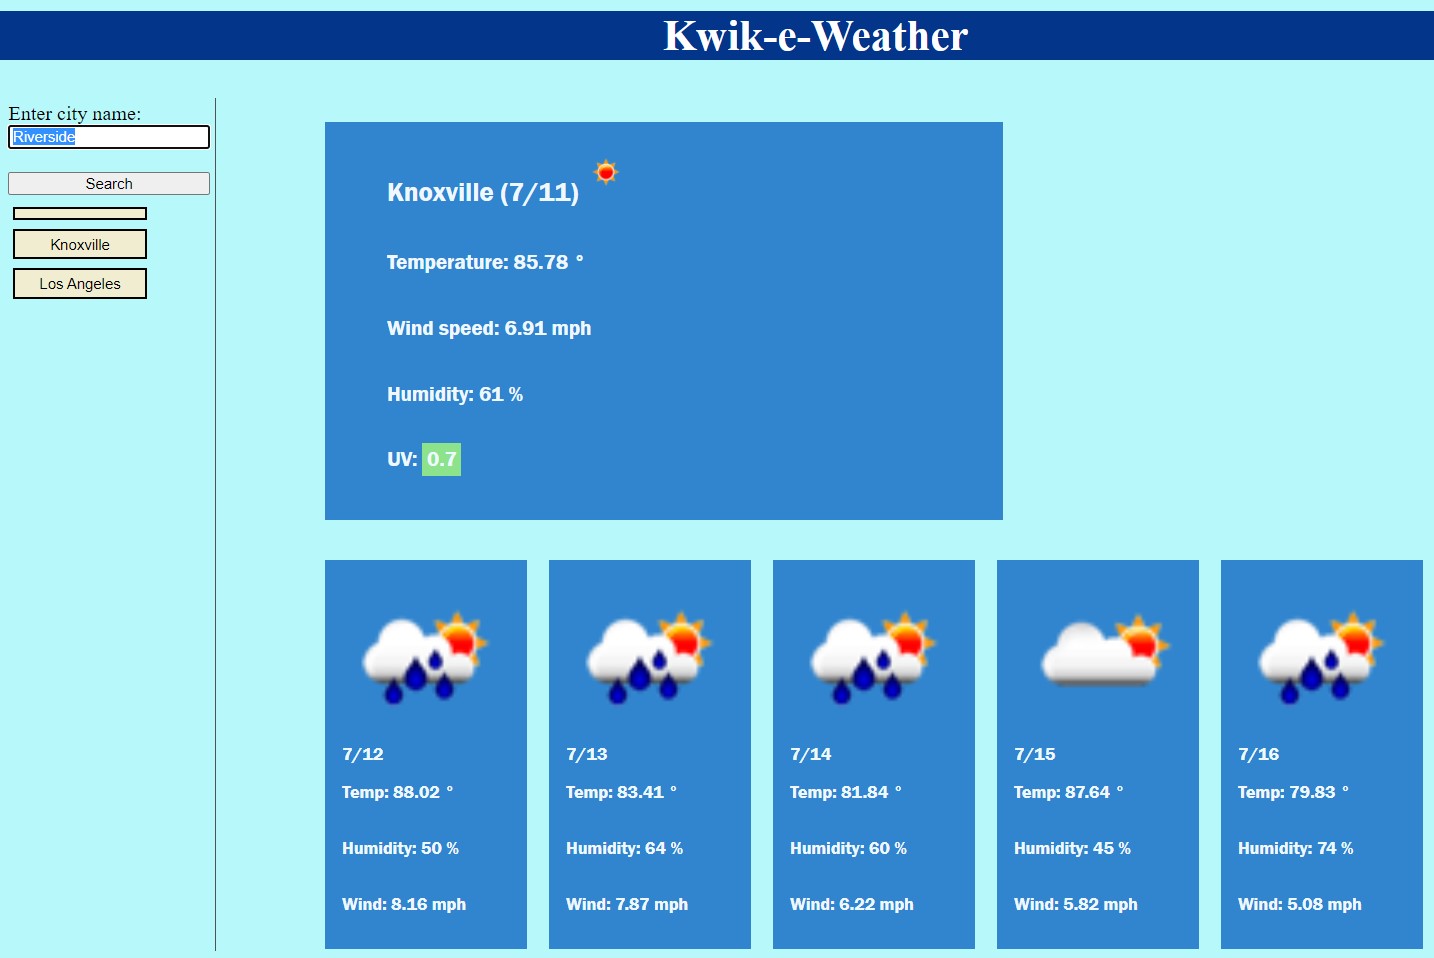 Kwik-e-Weather
Enter city name:
Riverside
Search
Knoxville
Los Angeles
Knoxville (7/11)
Temperature: 85.78 °
Wind speed: 6.91 mph
Humidity: 61 %
UV: 0.7
7/12
Temp: 88.02 °
Humidity: 50 %
Wind: 8.16 mph
7/13
Temp: 83.41 °
Humidity: 64 %
Wind: 7.87 mph
7/14
Temp: 81.84 °
Humidity: 60 %
Wind: 6.22 mph
7/15
Temp: 87.64 °
Humidity: 45 %
Wind: 5.82 mph
7/16
Temp: 79.83 °
Humidity: 74 %
Wind: 5.08 mph